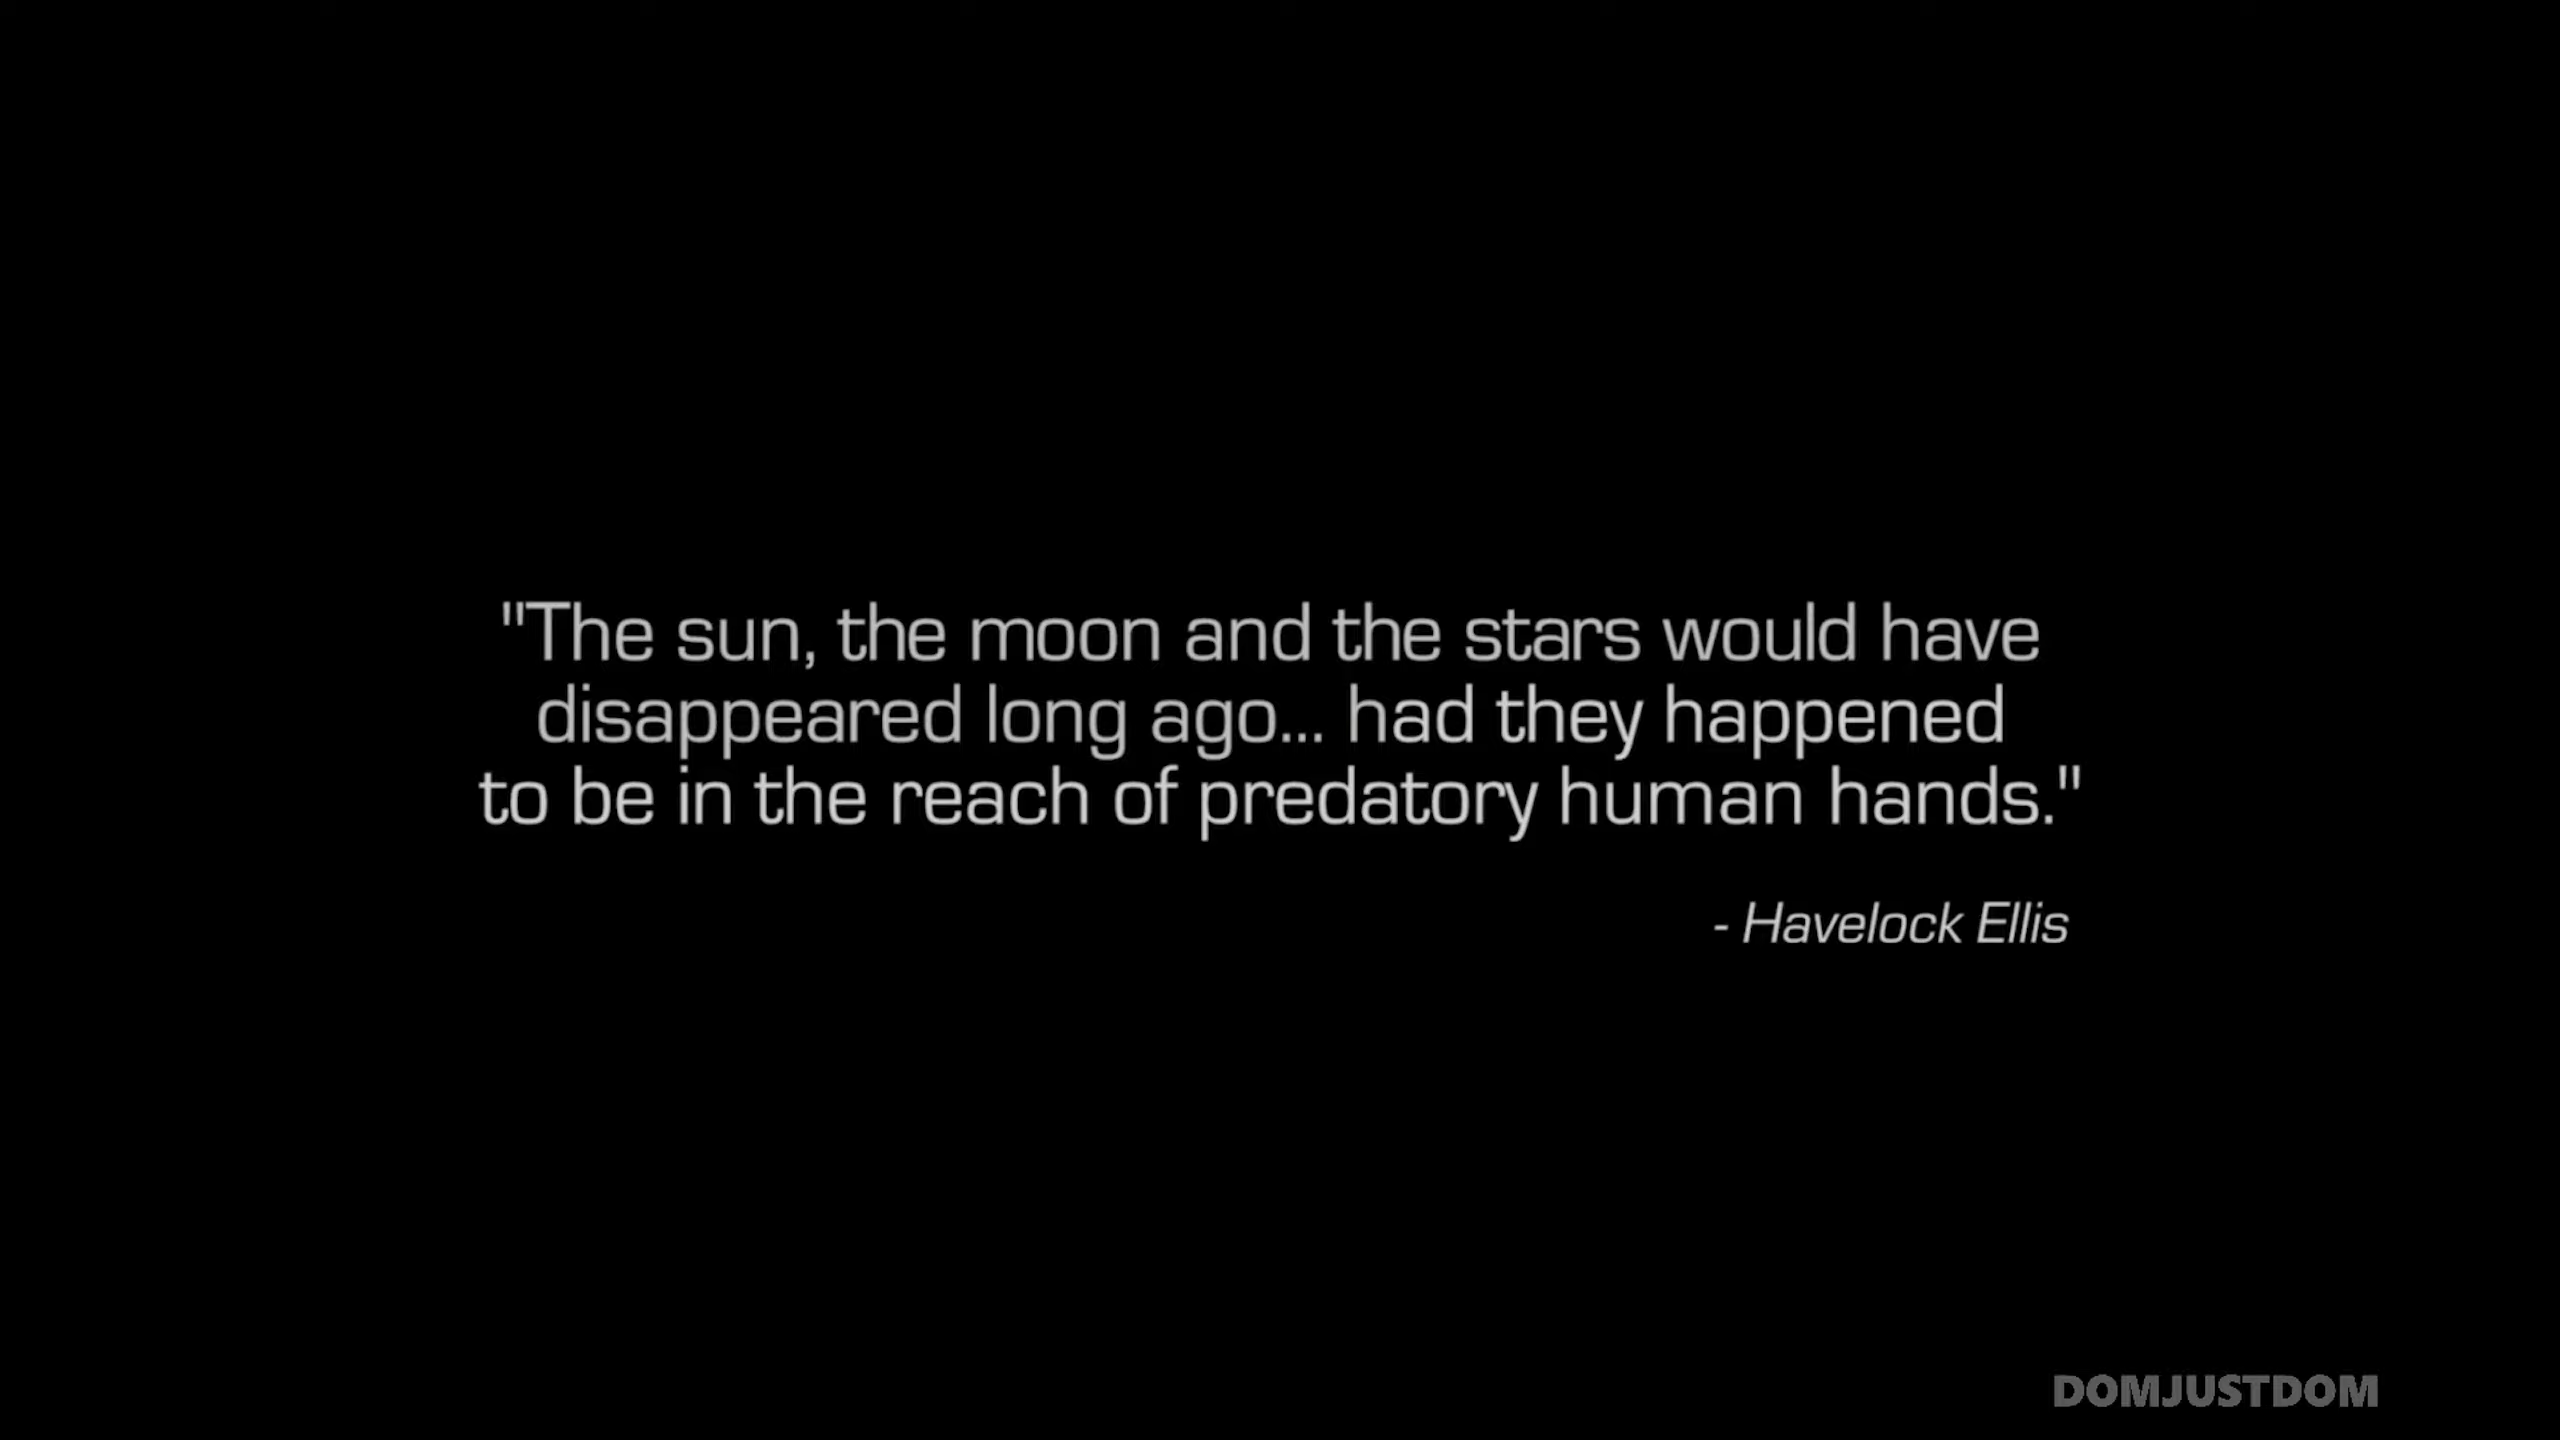 "The sun, the moon and the stars would have
disappeared long ago... had they happened
to be in the reach of predatory human hands."
- Havelock Ellis
DOMJUSTDOM